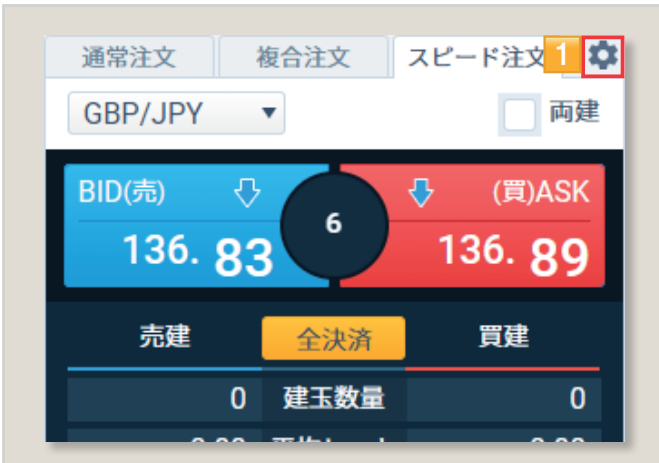 通常注文 複合注文 スピード注文 1
GBP/JPY 両建
BID(売) (買)ASK
136. 83 6 136. 89
売建 全決済 買建
0 建玉数量 0